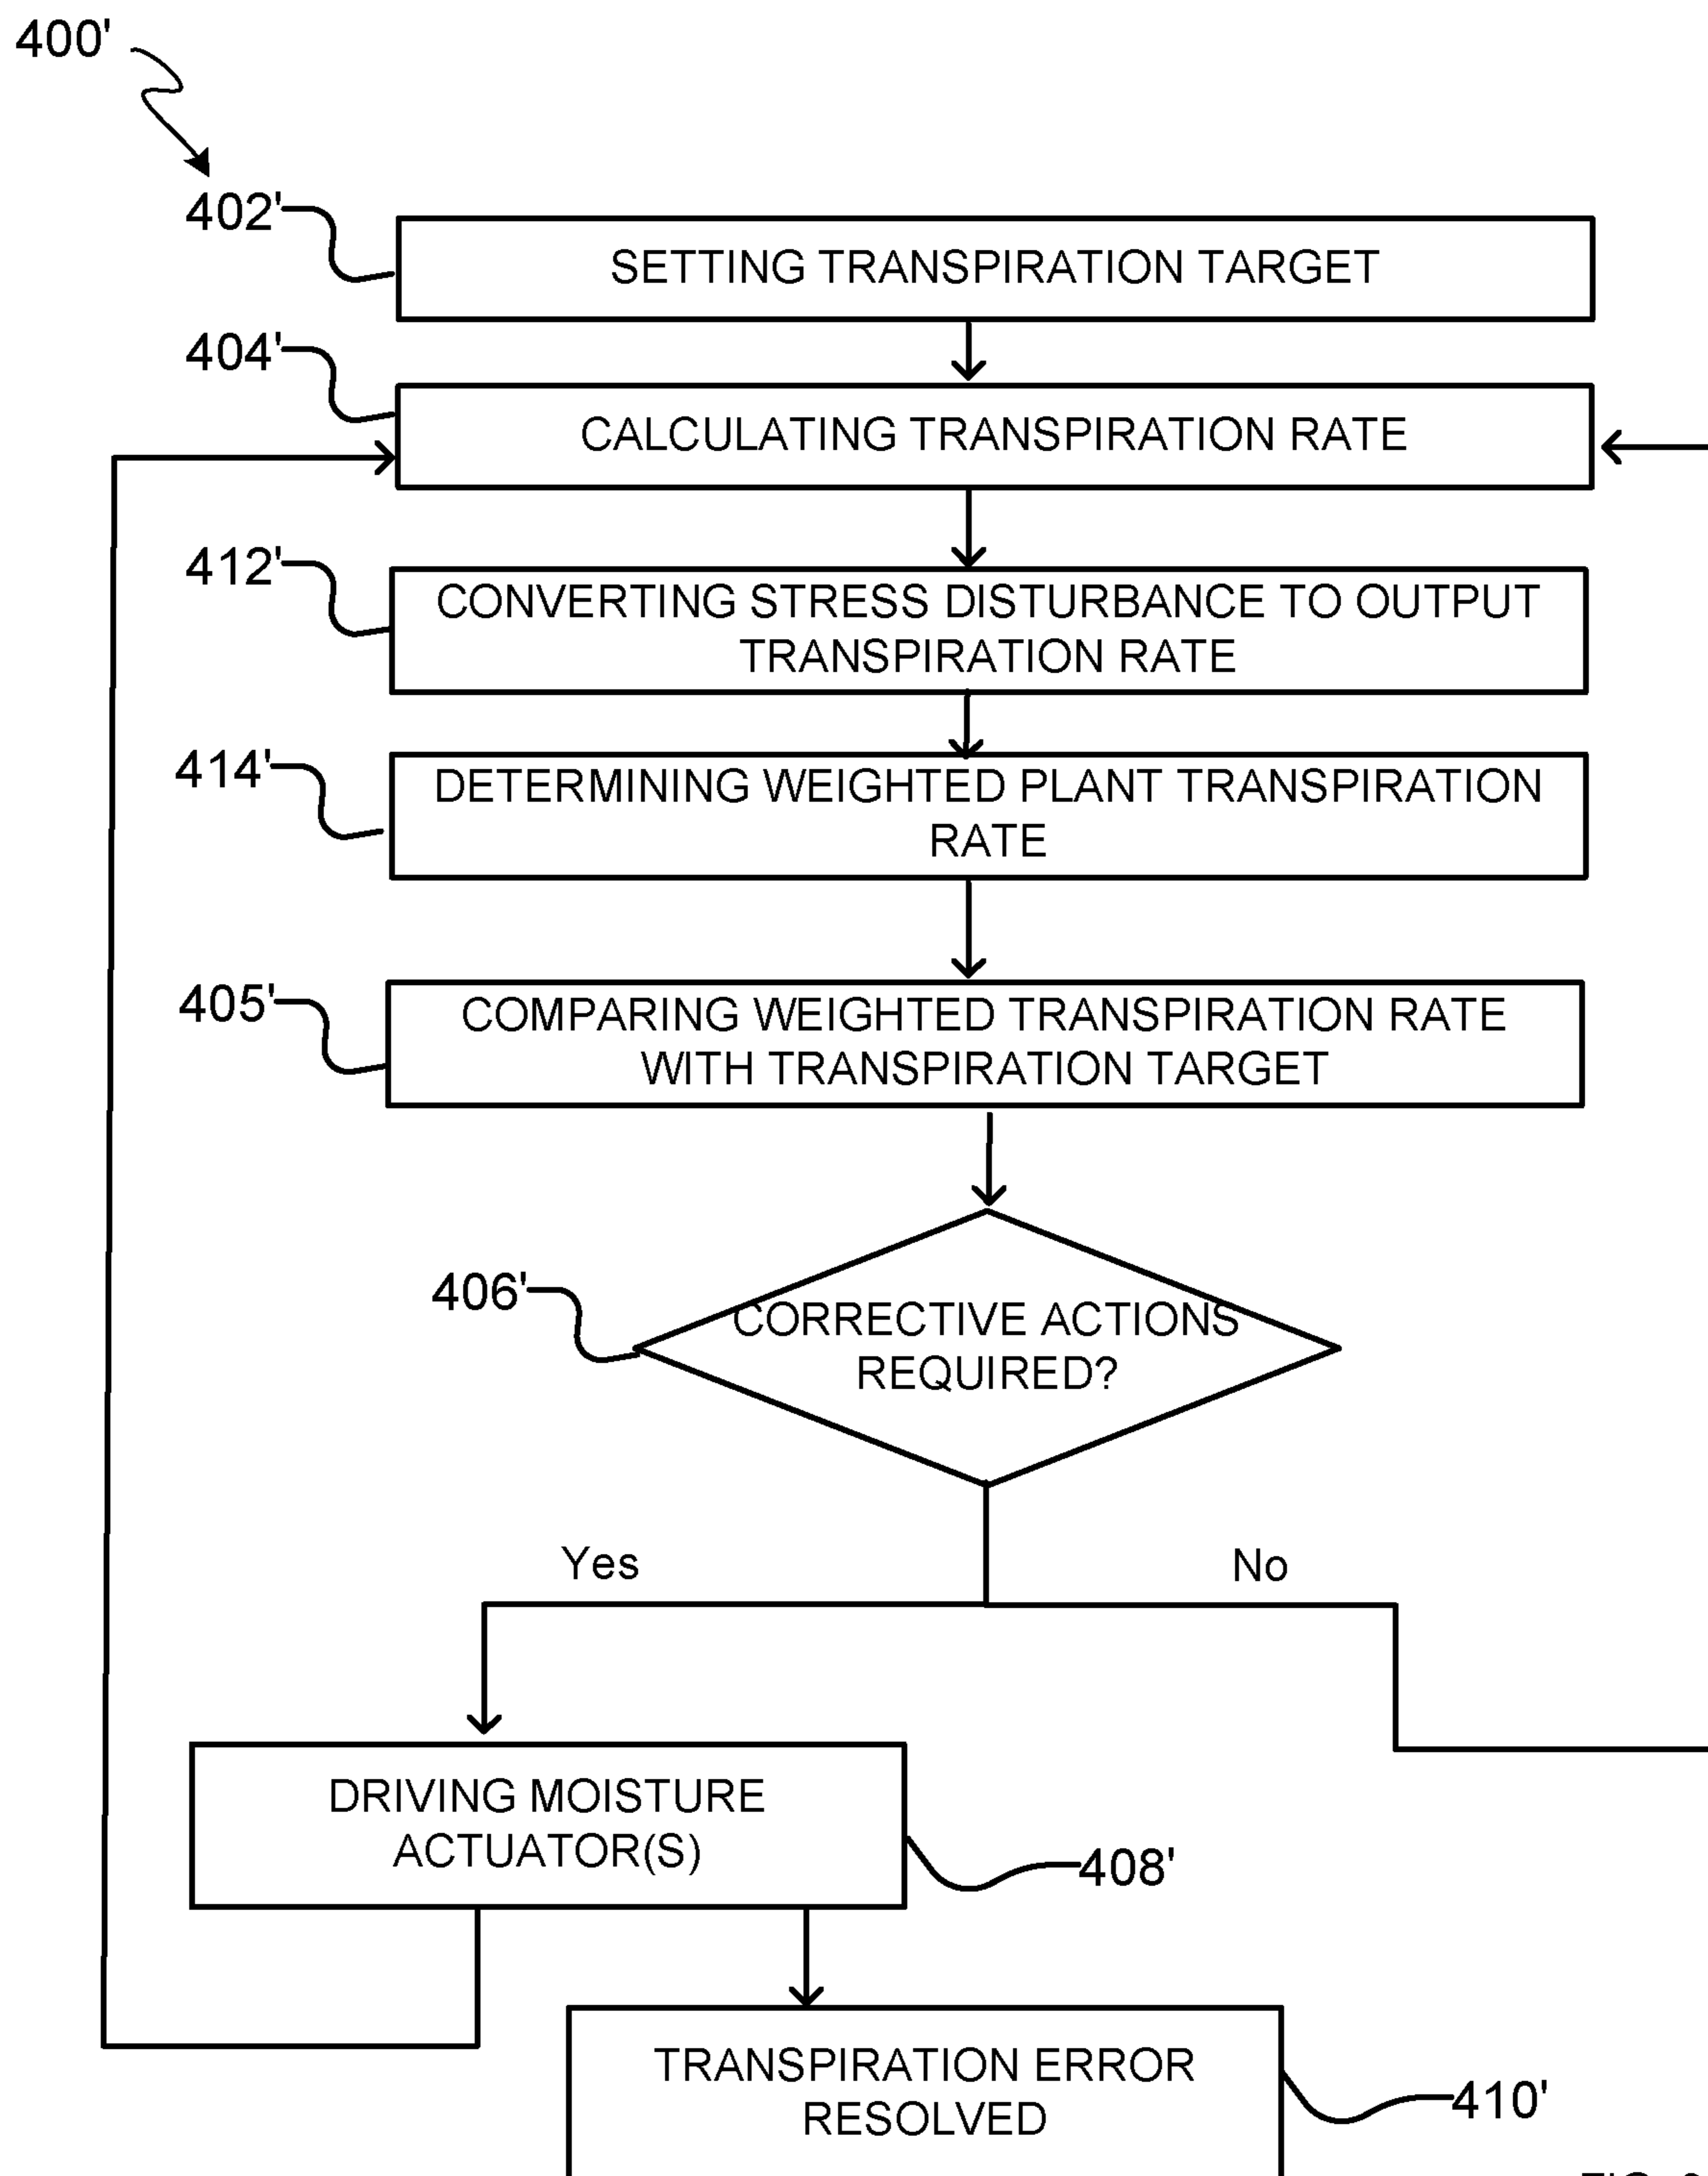 400'
402'
SETTING TRANSPIRATION TARGET
404'
CALCULATING TRANSPIRATION RATE
412'
CONVERTING STRESS DISTURBANCE TO OUTPUT
TRANSPIRATION RATE
414'
DETERMINING WEIGHTED PLANT TRANSPIRATION
RATE
405'
COMPARING WEIGHTED TRANSPIRATION RATE
WITH TRANSPIRATION TARGET
406'
CORRECTIVE ACTIONS
REQUIRED?
Yes
No
DRIVING MOISTURE
ACTUATOR(S)
408'
TRANSPIRATION ERROR
RESOLVED
410'